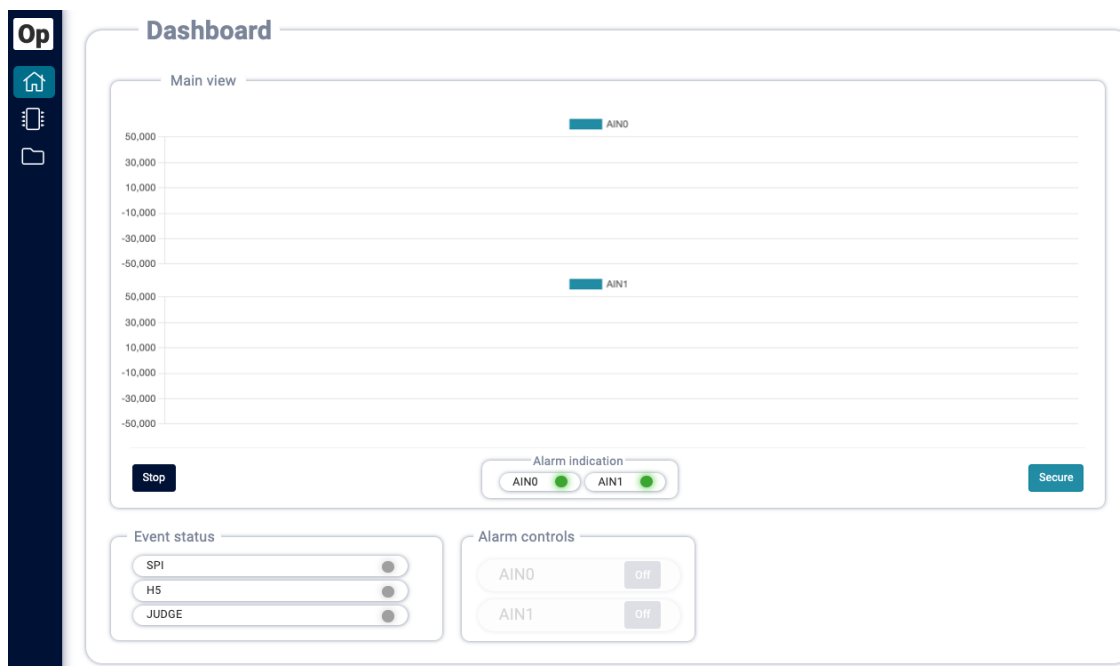 Op
Dashboard
Main view
AIN0
50,000
30,000
10,000
-10,000
-30,000
-50,000
AIN1
50,000
30,000
10,000
-10,000
-30,000
-50,000
Stop
Alarm indication
AIN0 AIN1
Secure
Event status
SPI
H5
JUDGE
Alarm controls
AIN0 Off
AIN1 Off